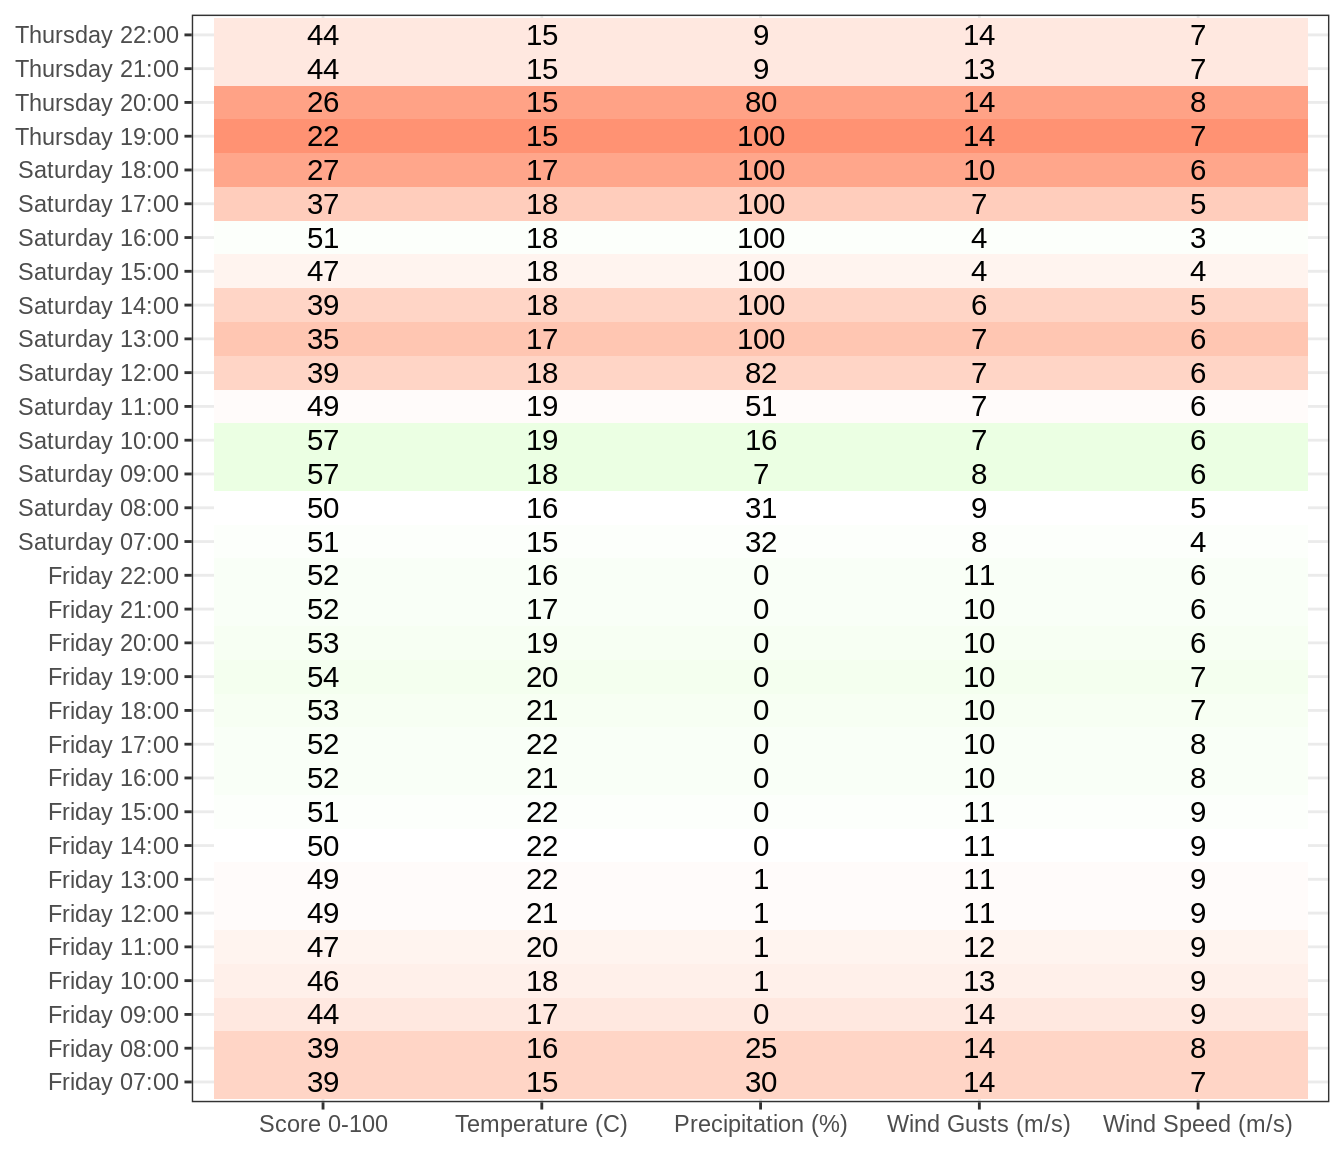 Thursday 22:00 44 15 9 14 7
Thursday 21:00 44 15 9 13 7
Thursday 20:00 26 15 80 14 8
Thursday 19:00 22 15 100 14 7
Saturday 18:00 27 17 100 10 6
Saturday 17:00 37 18 100 7 5
Saturday 16:00 51 18 100 4 3
Saturday 15:00 47 18 100 4 4
Saturday 14:00 39 18 100 6 5
Saturday 13:00 35 17 100 7 6
Saturday 12:00 39 18 82 7 6
Saturday 11:00 49 19 51 7 6
Saturday 10:00 57 19 16 7 6
Saturday 09:00 57 18 7 8 6
Saturday 08:00 50 16 31 9 5
Saturday 07:00 51 15 32 8 4
Friday 22:00 52 16 0 11 6
Friday 21:00 52 17 0 10 6
Friday 20:00 53 19 0 10 6
Friday 19:00 54 20 0 10 7
Friday 18:00 53 21 0 10 7
Friday 17:00 52 22 0 10 8
Friday 16:00 52 21 0 10 8
Friday 15:00 51 22 0 11 9
Friday 14:00 50 22 0 11 9
Friday 13:00 49 22 1 11 9
Friday 12:00 49 21 1 11 9
Friday 11:00 47 20 1 12 9
Friday 10:00 46 18 1 13 9
Friday 09:00 44 17 0 14 9
Friday 08:00 39 16 25 14 8
Friday 07:00 39 15 30 14 7
Score 0-100 Temperature (C) Precipitation (%) Wind Gusts (m/s) Wind Speed (m/s)